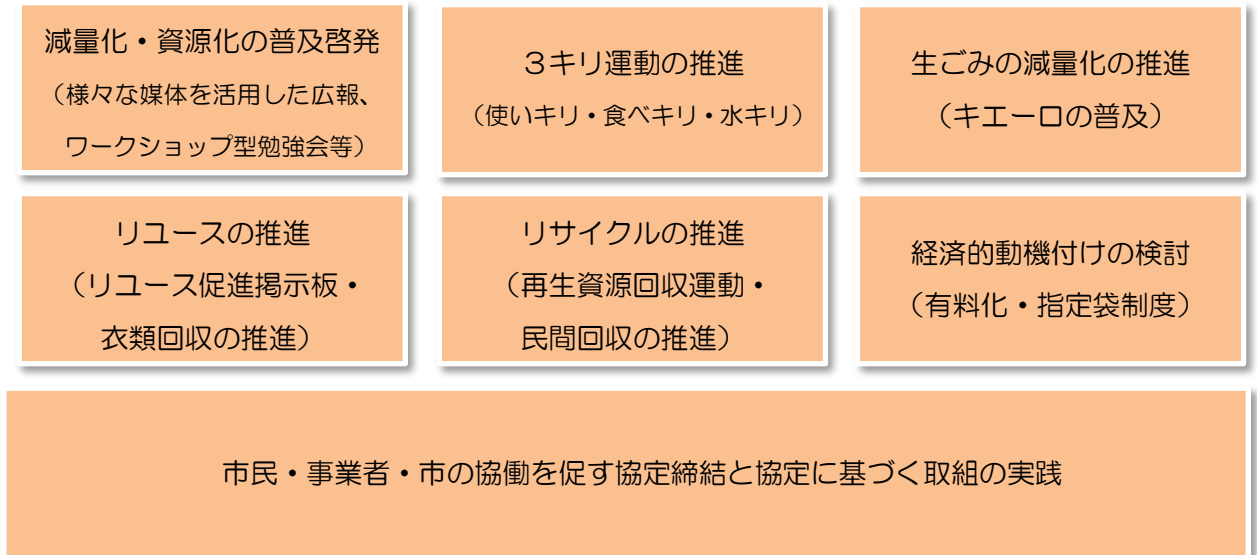 減量化・資源化の普及啓発
（様々な媒体を活用した広報、
ワークショップ型勉強会等）
３キリ運動の推進
（使いキリ・食べキリ・水キリ）
生ごみの減量化の推進
（キエーロの普及）
リユースの推進
（リユース促進掲示板・
衣類回収の推進）
リサイクルの推進
（再生資源回収運動・
民間回収の推進）
経済的動機付けの検討
（有料化・指定袋制度）
市民・事業者・市の協働を促す協定締結と協定に基づく取組の実践